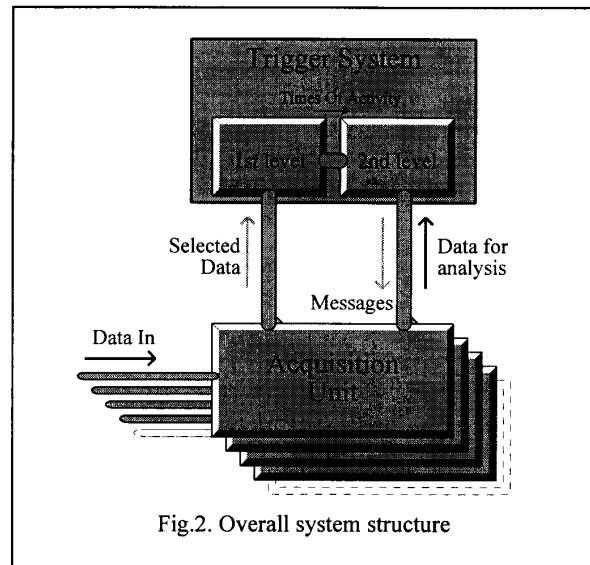 Trigger System
Times Of Activity
1st level
2nd level
Selected
Data
Messages
Data for
analysis
Data In
Acquisition
Unit
Fig.2. Overall system structure